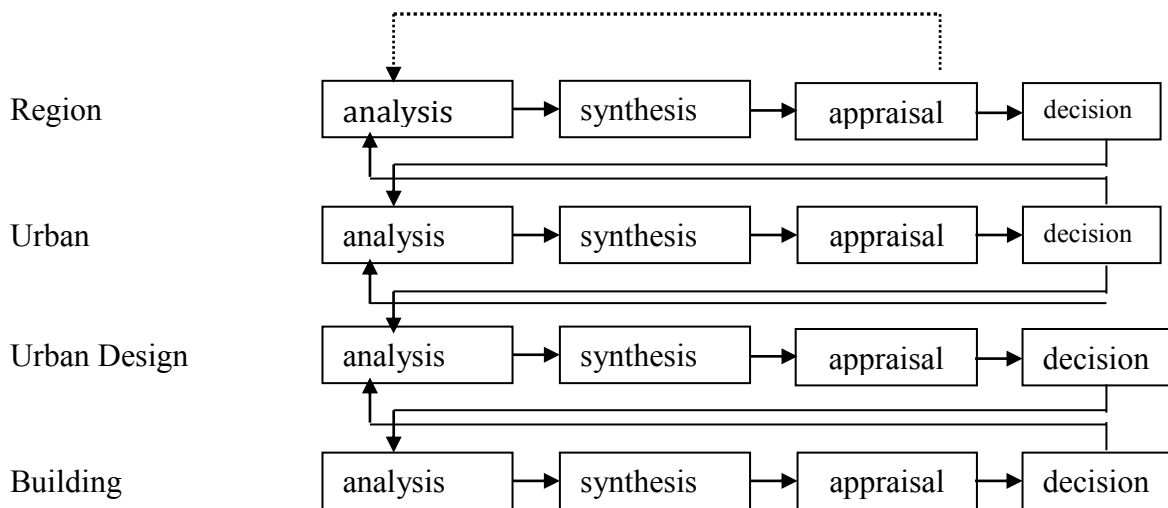 Region analysis synthesis appraisal decision
Urban analysis synthesis appraisal decision
Urban Design analysis synthesis appraisal decision
Building analysis synthesis appraisal decision